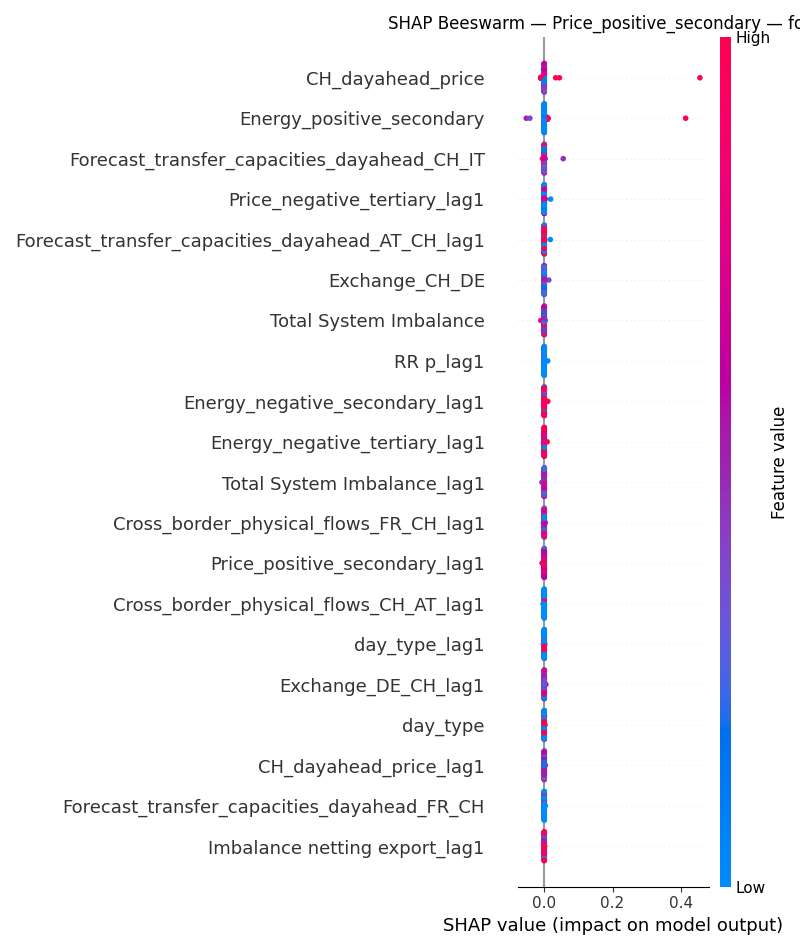 SHAP Beeswarm — Price_positive_secondary — fo
High
CH_dayahead_price
Energy_positive_secondary
Forecast_transfer_capacities_dayahead_CH_IT
Price_negative_tertiary_lag1
Forecast_transfer_capacities_dayahead_AT_CH_lag1
Exchange_CH_DE
Total System Imbalance
RR p_lag1
Energy_negative_secondary_lag1
Energy_negative_tertiary_lag1
Total System Imbalance_lag1
Cross_border_physical_flows_FR_CH_lag1
Price_positive_secondary_lag1
Cross_border_physical_flows_CH_AT_lag1
day_type_lag1
Exchange_DE_CH_lag1
day_type
CH_dayahead_price_lag1
Forecast_transfer_capacities_dayahead_FR_CH
Imbalance netting export_lag1
Feature value
Low
0.0 0.2 0.4
SHAP value (impact on model output)